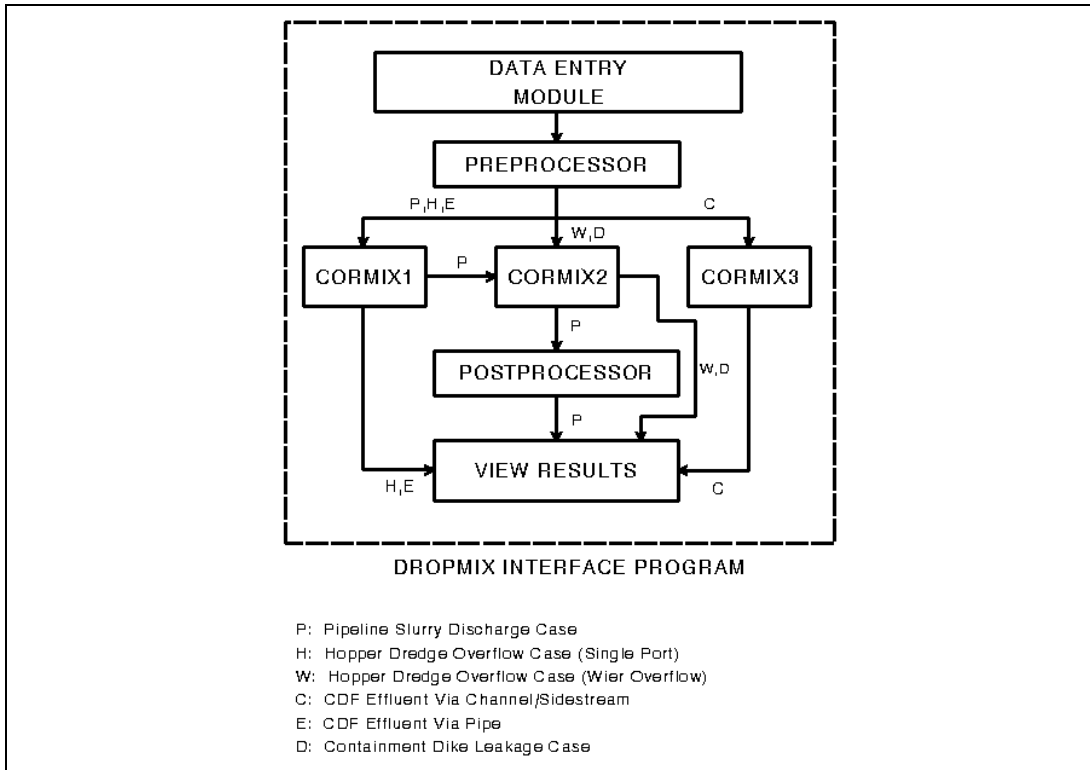 DATA ENTRY
MODULE
PREPROCESSOR
P,H,E
C
W,D
CORMIX1
P
CORMIX2
CORMIX3
P
POSTPROCESSOR
W,D
P
VIEW RESULTS
H,E
C
DROPMIX INTERFACE PROGRAM
P: Pipeline Slurry Discharge Case
H: Hopper Dredge Overflow Case (Single Port)
W: Hopper Dredge Overflow Case (Wier Overflow)
C: CDF Effluent Via Channel/Sidestream
E: CDF Effluent Via Pipe
D: Containment Dike Leakage Case